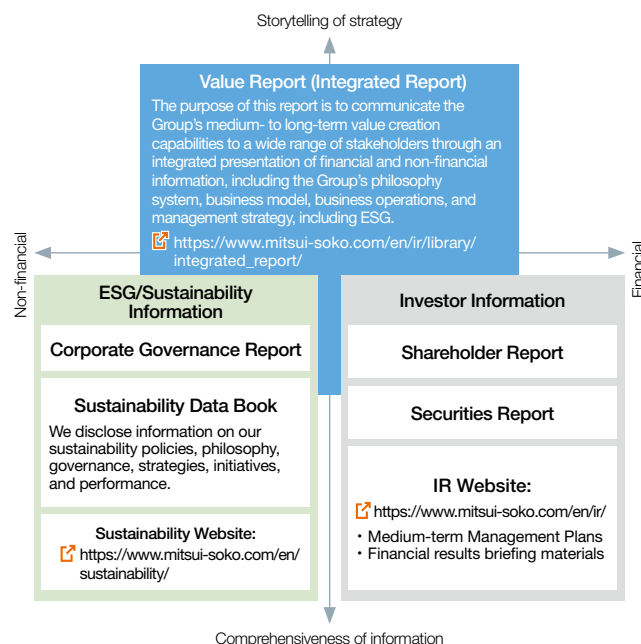 Storytelling of strategy
Value Report (Integrated Report)
The purpose of this report is to communicate the
Group's medium- to long-term value creation
capabilities to a wide range of stakeholders through an
integrated presentation of financial and non-financial
information, including the Group's philosophy
system, business model, business operations, and
management strategy, including ESG.
https://www.mitsui-soko.com/en/ir/library/
integrated_report/
Non-financial
Financial
ESG/Sustainability
Information
Corporate Governance Report
Sustainability Data Book
We disclose information on our
sustainability policies, philosophy,
governance, strategies, initiatives,
and performance.
Sustainability Website:
https://www.mitsui-soko.com/en/
sustainability/
Investor Information
Shareholder Report
Securities Report
IR Website:
https://www.mitsui-soko.com/en/ir/
・Medium-term Management Plans
・Financial results briefing materials
Comprehensiveness of information